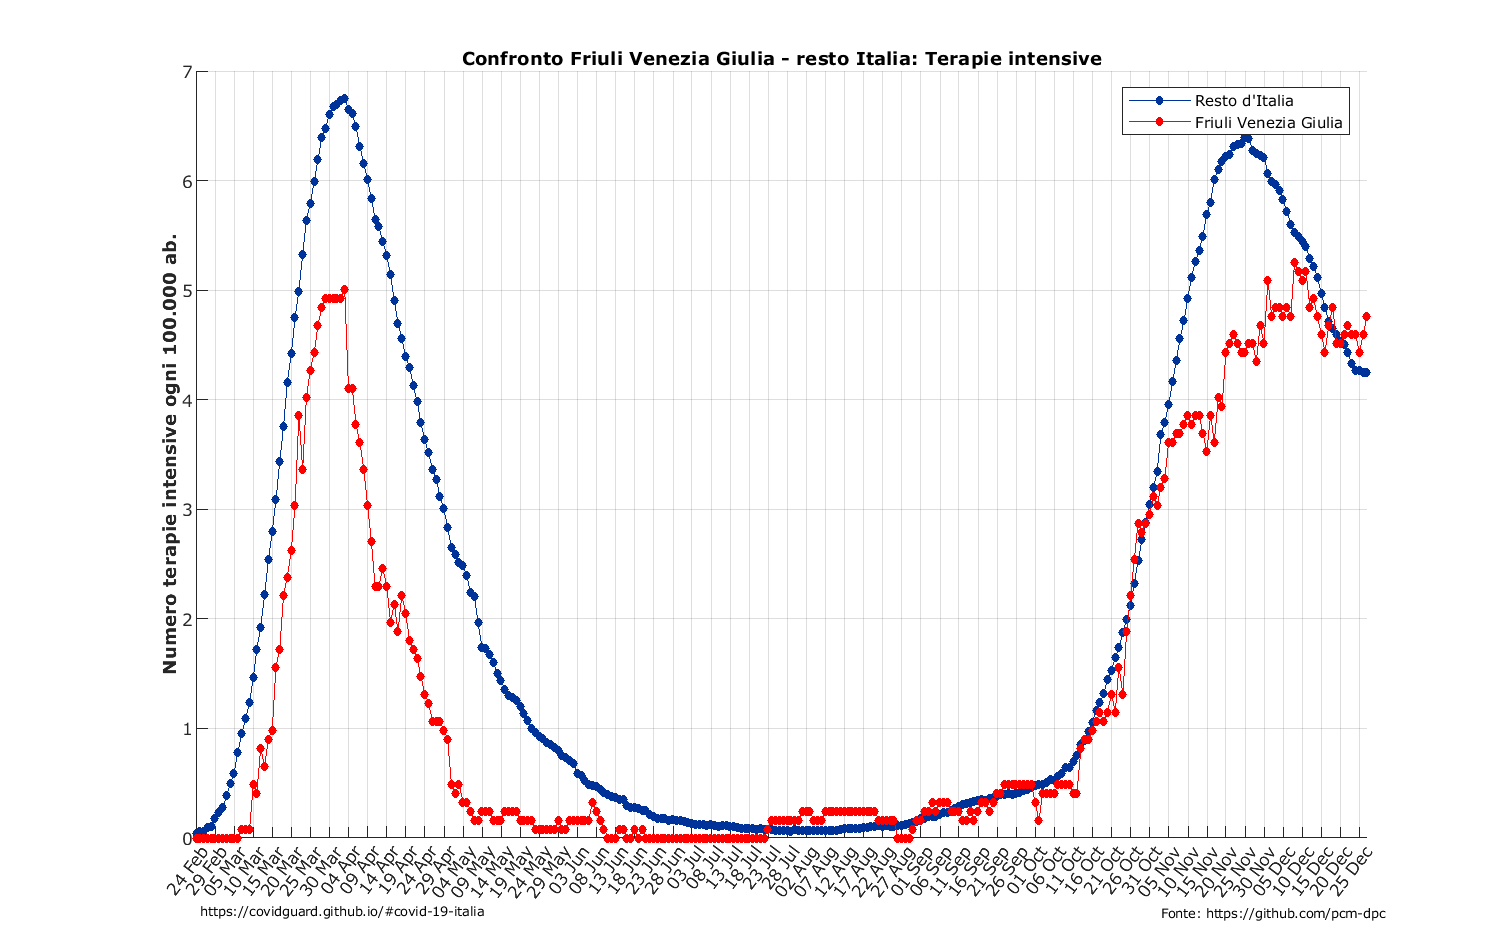 Confronto Friuli Venezia Giulia - resto Italia: Terapie intensive
Resto d'Italia
Friuli Venezia Giulia
Numero terapie intensive ogni 100.000 ab.
7
6
5
4
3
2
1
0
24 Feb
29 Feb
05 Mar
10 Mar
15 Mar
20 Mar
25 Mar
30 Mar
04 Apr
09 Apr
14 Apr
19 Apr
24 Apr
29 Apr
04 May
09 May
14 May
19 May
24 May
29 May
03 Jun
08 Jun
13 Jun
18 Jun
23 Jun
28 Jun
03 Jul
08 Jul
13 Jul
18 Jul
23 Jul
28 Jul
02 Aug
07 Aug
12 Aug
17 Aug
22 Aug
27 Aug
01 Sep
06 Sep
11 Sep
16 Sep
21 Sep
26 Sep
01 Oct
06 Oct
11 Oct
16 Oct
21 Oct
26 Oct
31 Oct
05 Nov
10 Nov
15 Nov
20 Nov
25 Nov
30 Nov
05 Dec
10 Dec
15 Dec
20 Dec
25 Dec
https://covidguard.github.io/#covid-19-italia
Fonte: https://github.com/pcm-dpc